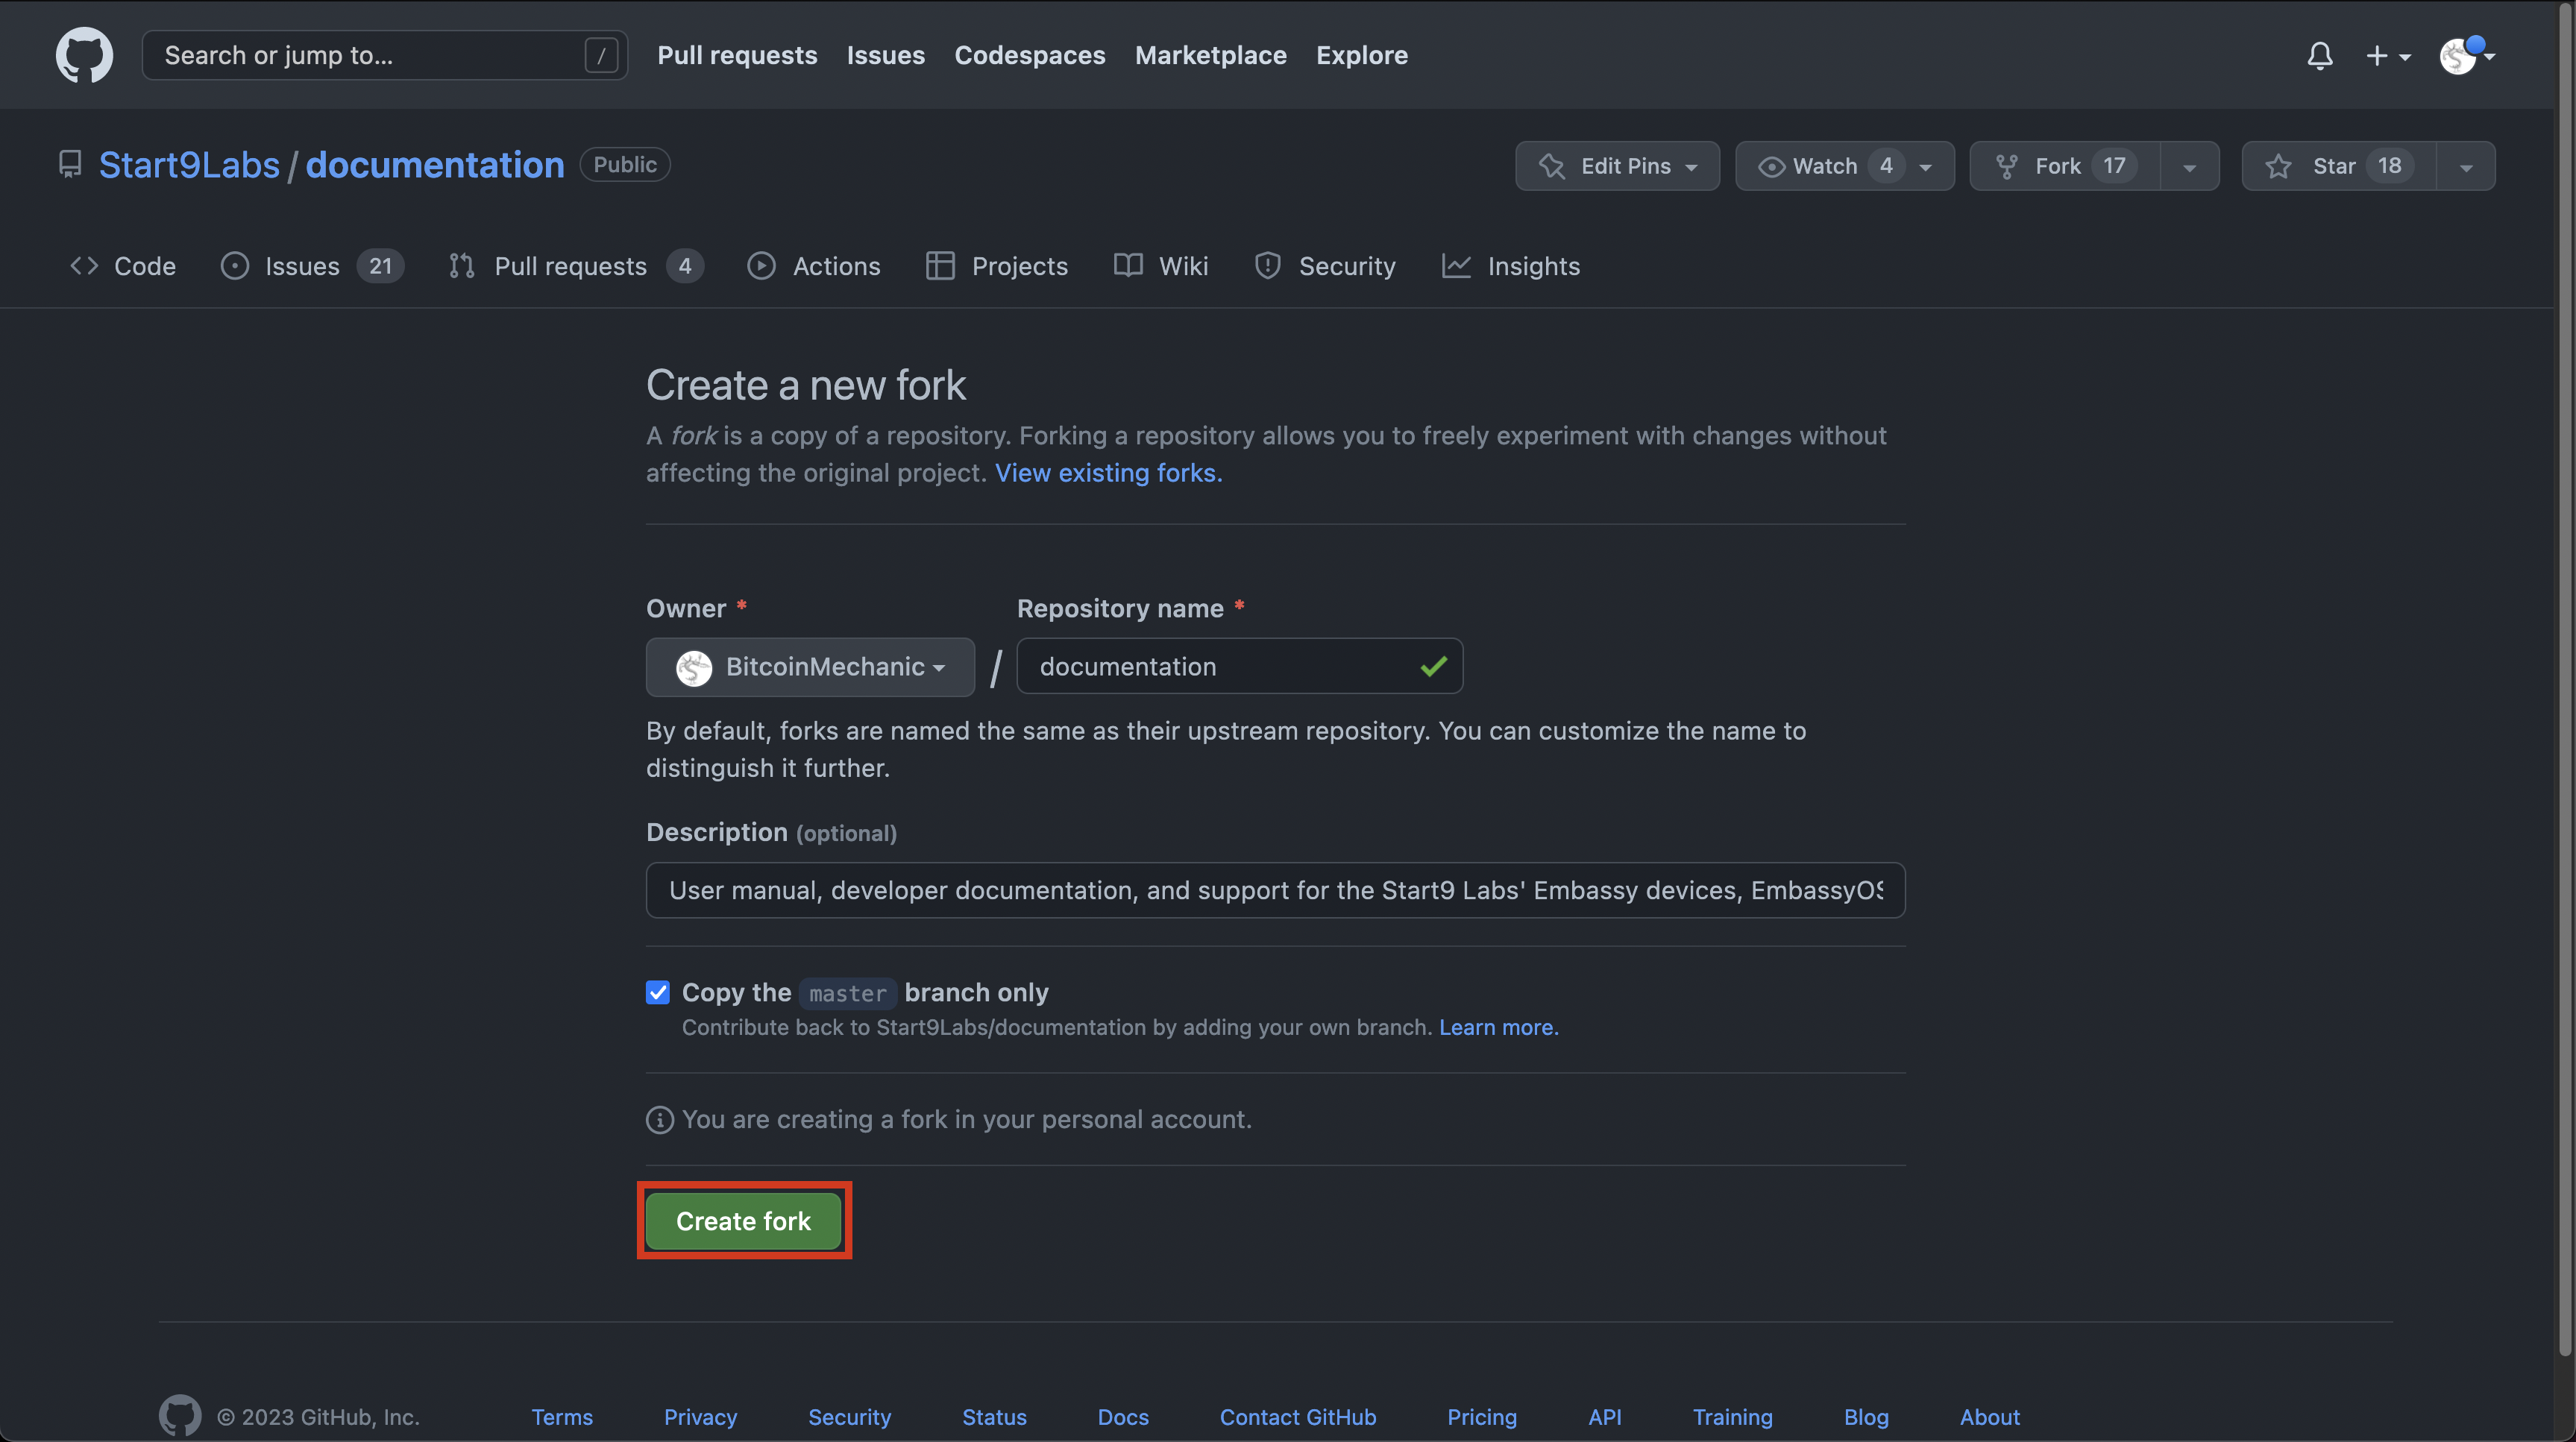 Search or jump to... /
Pull requests Issues Codespaces Marketplace Explore
Start9Labs / documentation Public
Edit Pins Watch 4 Fork 17 Star 18
Code Issues 21 Pull requests 4 Actions Projects Wiki Security Insights
Create a new fork
A fork is a copy of a repository. Forking a repository allows you to freely experiment with changes without
affecting the original project. View existing forks.
Owner * Repository name *
BitcoinMechanic / documentation
By default, forks are named the same as their upstream repository. You can customize the name to
distinguish it further.
Description (optional)
User manual, developer documentation, and support for the Start9 Labs' Embassy devices, EmbassyOS
Copy the master branch only
Contribute back to Start9Labs/documentation by adding your own branch. Learn more.
You are creating a fork in your personal account.
Create fork
© 2023 GitHub, Inc. Terms Privacy Security Status Docs Contact GitHub Pricing API Training Blog About